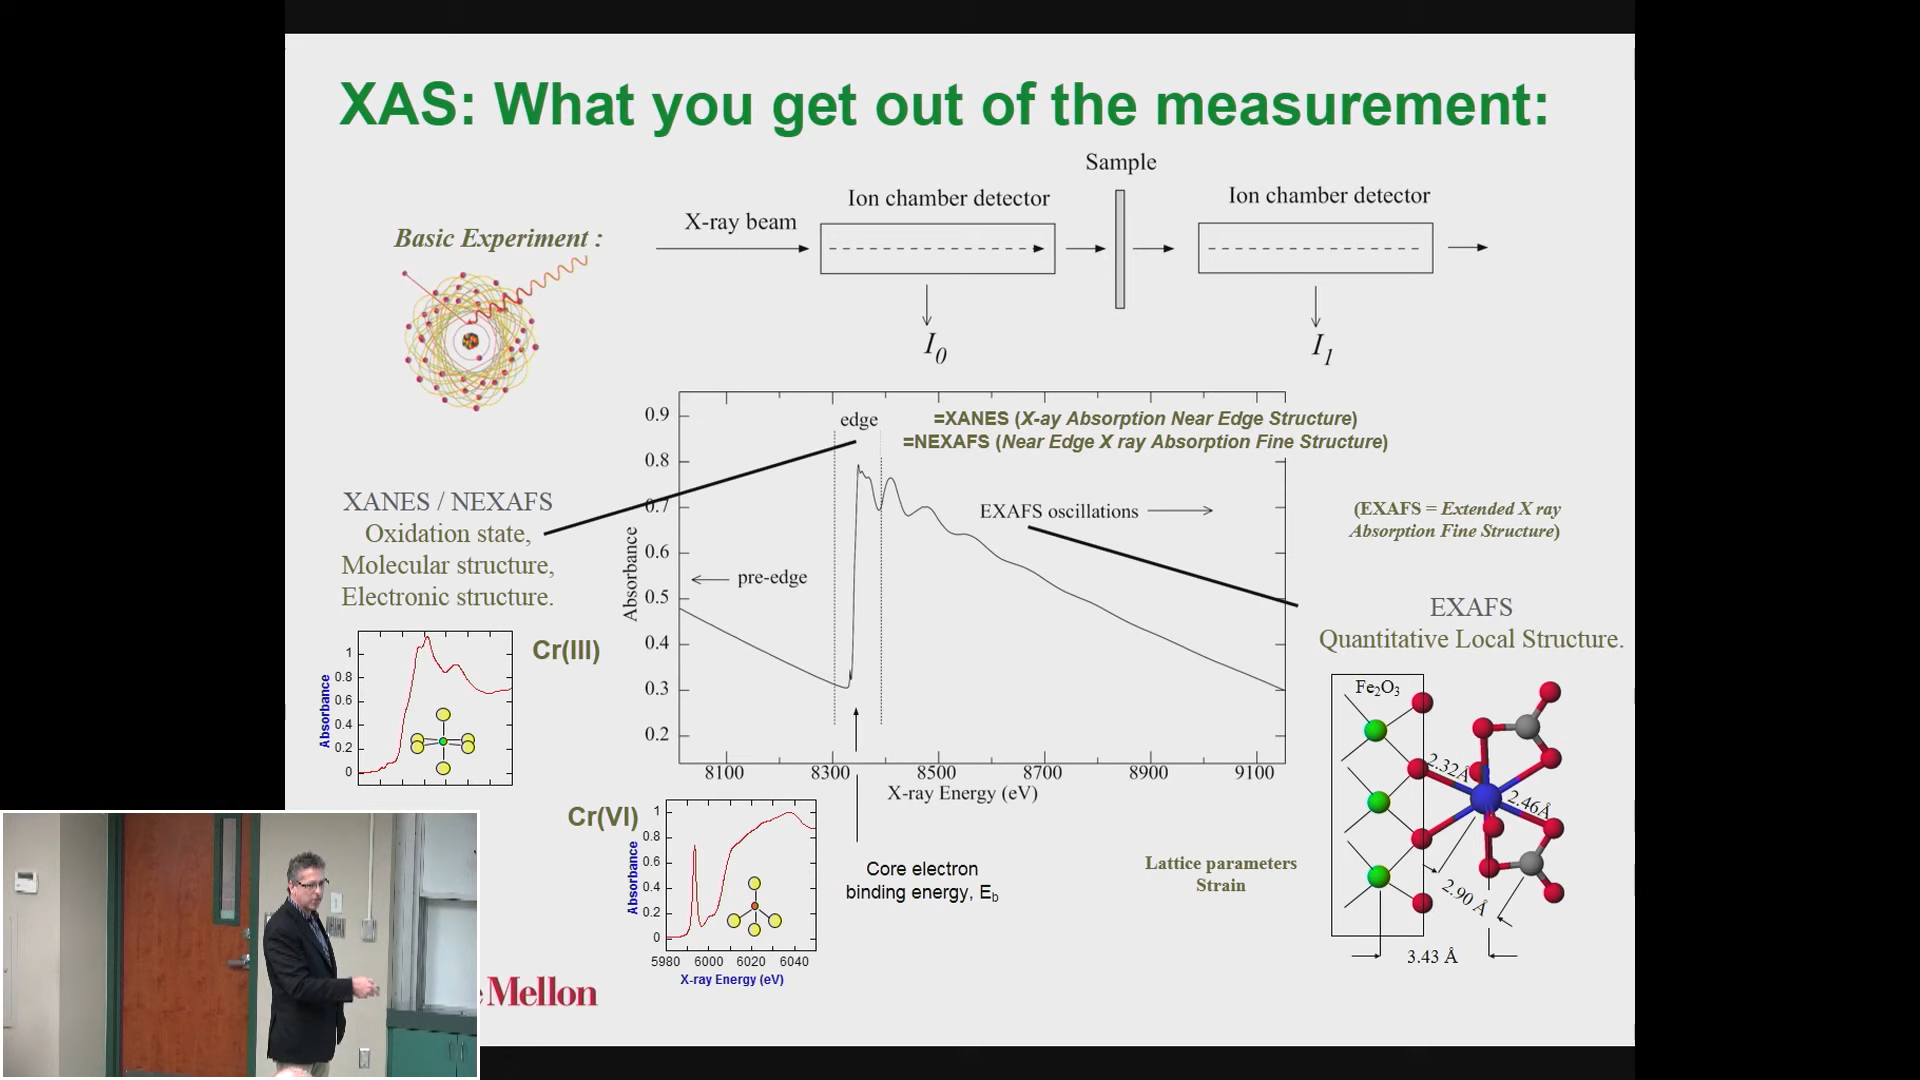 XAS: What you get out of the measurement:
Sample
Ion chamber detector
Ion chamber detector
X-ray beam
Basic Experiment :
I0
I1
edge
=XANES (X-ay Absorption Near Edge Structure)
=NEXAFS (Near Edge X ray Absorption Fine Structure)
0.9
0.8
0.7
0.6
0.5
0.4
0.3
0.2
Absorbance
pre-edge
EXAFS oscillations
8100 8300 8500 8700 8900 9100
X-ray Energy (eV)
XANES / NEXAFS
Oxidation state,
Molecular structure,
Electronic structure.
(EXAFS = Extended X ray
Absorption Fine Structure)
EXAFS
Quantitative Local Structure.
Cr(III)
Absorbance
1
0.8
0.6
0.4
0.2
0
Cr(VI)
Absorbance
1
0.8
0.6
0.4
0.2
0
5980 6000 6020 6040
X-ray Energy (eV)
Core electron
binding energy, Eb
Lattice parameters
Strain
Fe2O3
2.32Å
2.46Å
2.90 Å
3.43 Å
Mellon